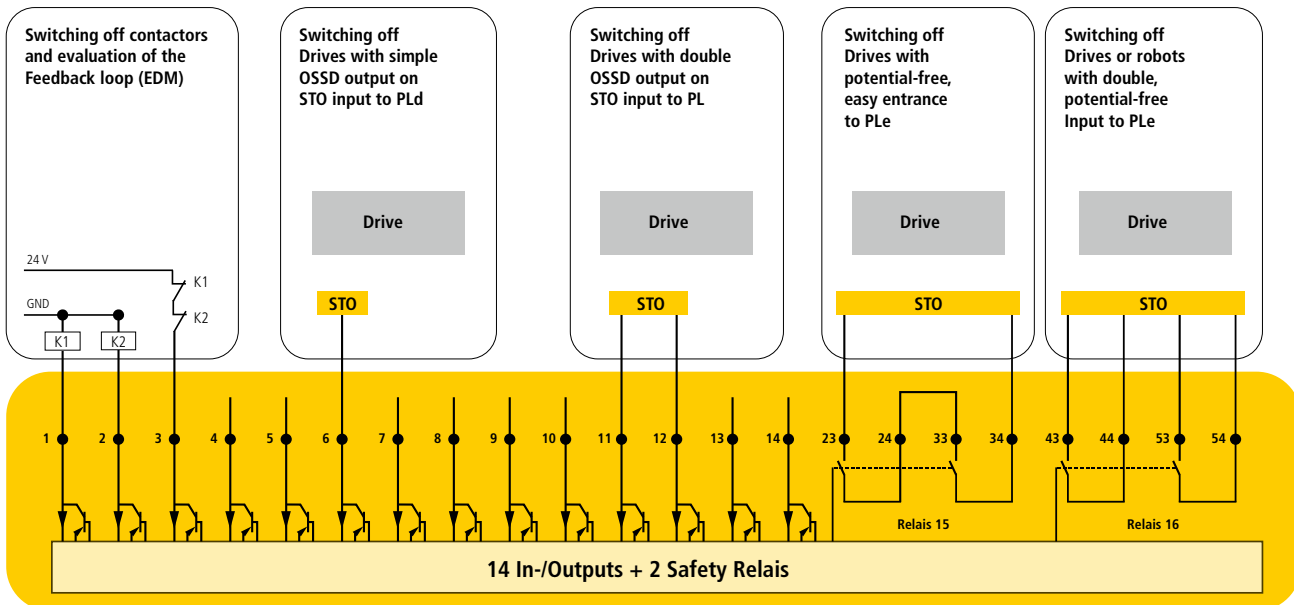 Switching off contactors
and evaluation of the
Feedback loop (EDM)
Switching off
Drives with simple
OSSD output on
STO input to PLd
Switching off
Drives with double
OSSD output on
STO input to PL
Switching off
Drives with
potential-free,
easy entrance
to PLe
Switching off
Drives or robots
with double,
potential-free
Input to PLe
Drive
Drive
Drive
Drive
24 V
K1
GND
K2
K1
K2
STO
STO
STO
STO
1 2 3 4 5 6 7 8 9 10 11 12 13 14 23 24 33 34 43 44 53 54
Relais 15
Relais 16
14 In-/Outputs + 2 Safety Relais